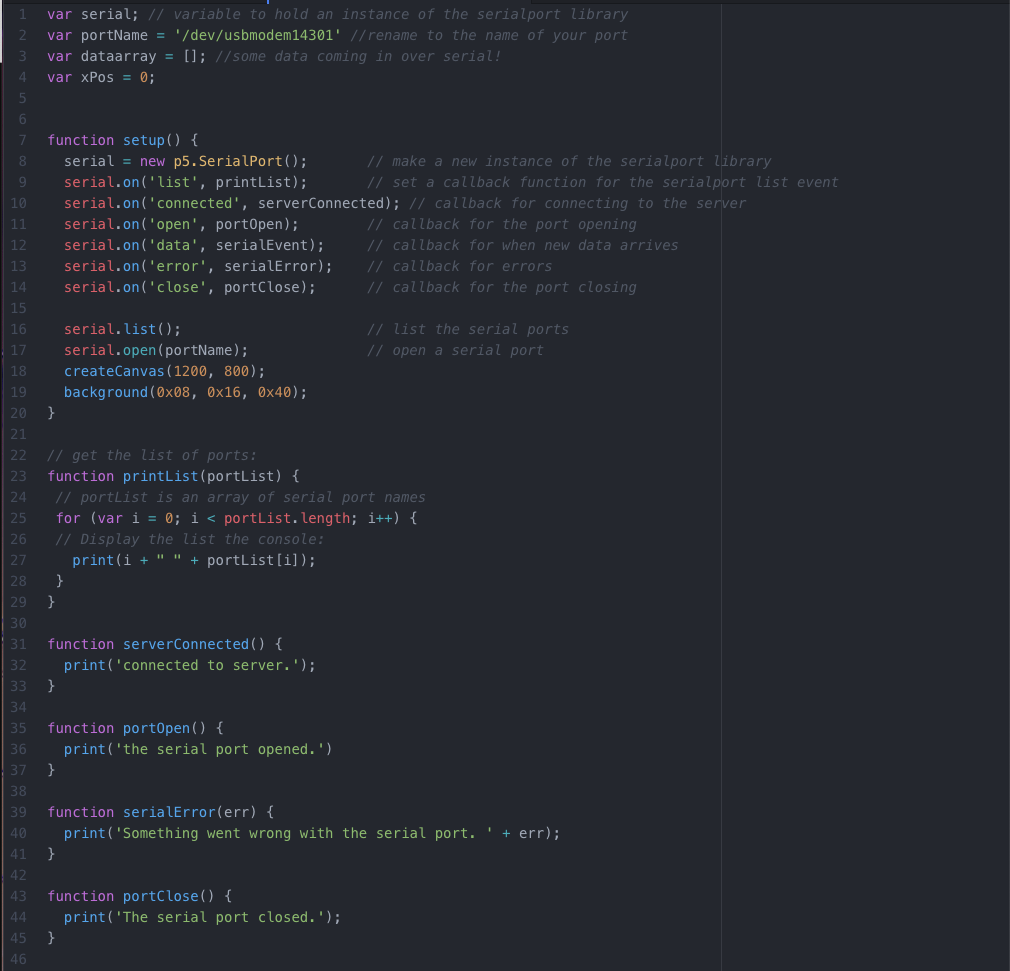 1 var serial; // variable to hold an instance of the serialport library
2 var portName = '/dev/usbmodem14301' //rename to the name of your port
3 var dataarray = []; //some data coming in over serial!
4 var xPos = 0;
5
6
7 function setup() {
8 serial = new p5.SerialPort(); // make a new instance of the serialport library
9 serial.on('list', printList); // set a callback function for the serialport list event
10 serial.on('connected', serverConnected); // callback for connecting to the server
11 serial.on('open', portOpen); // callback for the port opening
12 serial.on('data', serialEvent); // callback for when new data arrives
13 serial.on('error', serialError); // callback for errors
14 serial.on('close', portClose); // callback for the port closing
15
16 serial.list(); // list the serial ports
17 serial.open(portName); // open a serial port
18 createCanvas(1200, 800);
19 background(0x08, 0x16, 0x40);
20 }
21
22 // get the list of ports:
23 function printList(portList) {
24 // portList is an array of serial port names
25 for (var i = 0; i < portList.length; i++) {
26 // Display the list the console:
27 print(i + " " + portList[i]);
28 }
29 }
30
31 function serverConnected() {
32 print('connected to server.');
33 }
34
35 function portOpen() {
36 print('the serial port opened.')
37 }
38
39 function serialError(err) {
40 print('Something went wrong with the serial port. ' + err);
41 }
42
43 function portClose() {
44 print('The serial port closed.');
45 }
46